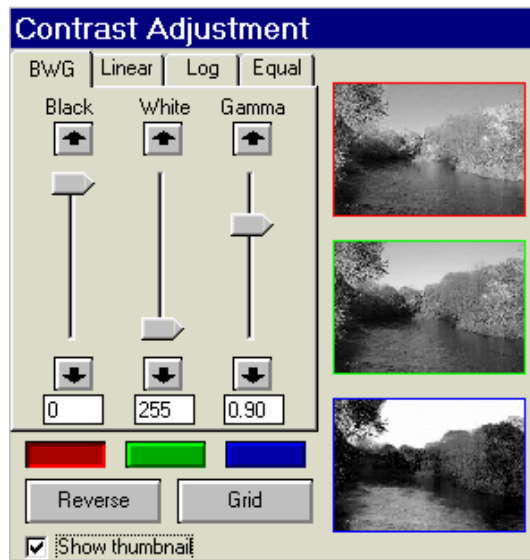 Contrast Adjustment
BWG Linear Log Equal
Black White Gamma
0 255 0.90
Reverse Grid
Show thumbnail